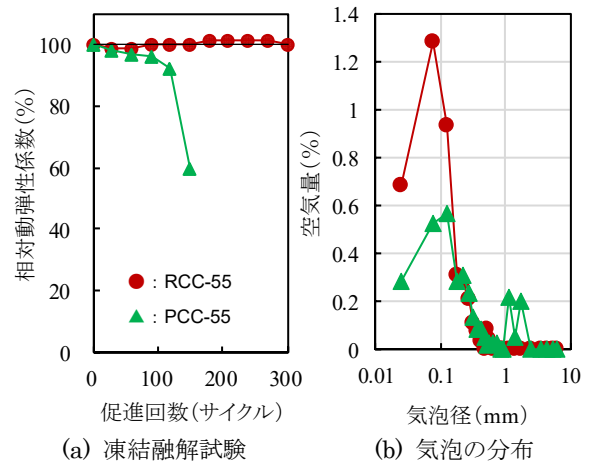 相対動弾性係数(%)
100
80
60
40
20
0
: RCC-55
: PCC-55
0
100
200
300
促進回数(サイクル)
(a) 凍結融解試験
空気量(%)
1.4
1.2
1
0.8
0.6
0.4
0.2
0
0.01
0.1
1
10
気泡径(mm)
(b) 気泡の分布